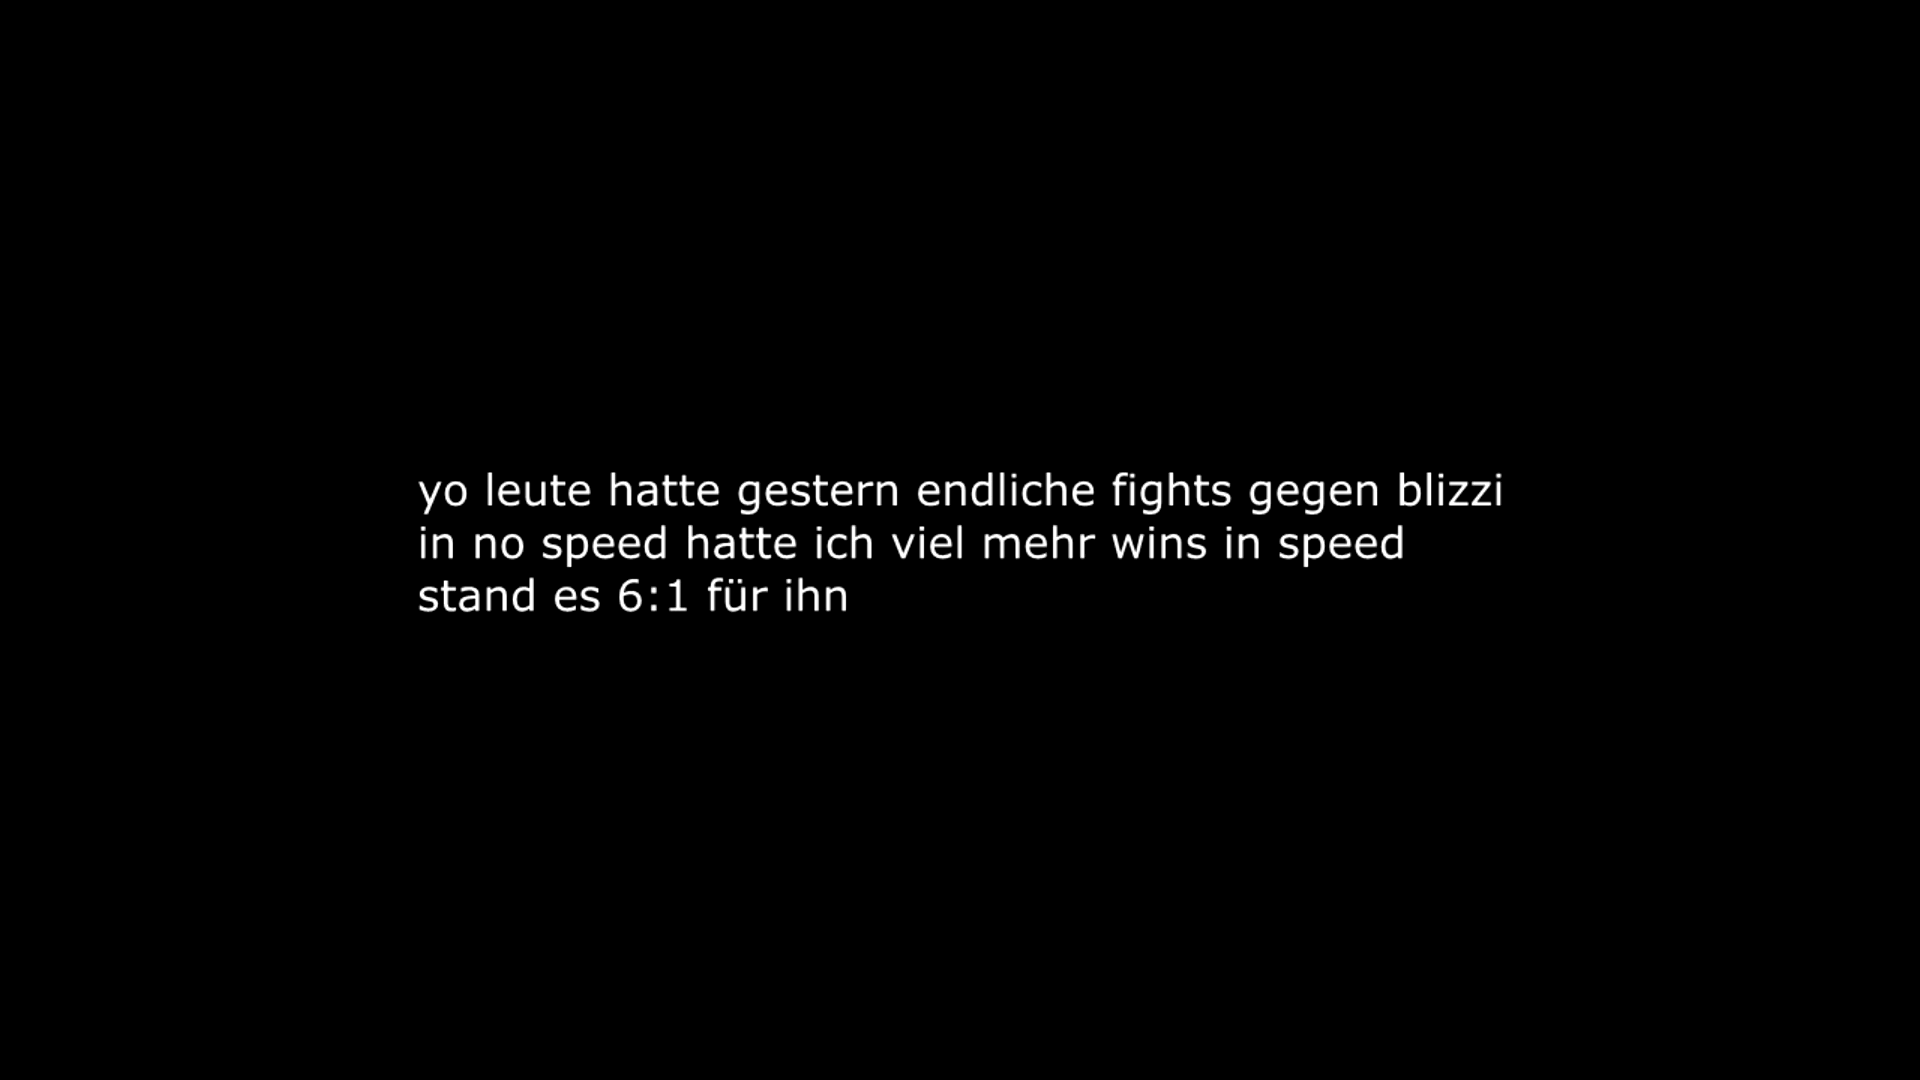 yo leute hatte gestern endliche fights gegen blizzi
in no speed hatte ich viel mehr wins in speed
stand es 6:1 für ihn